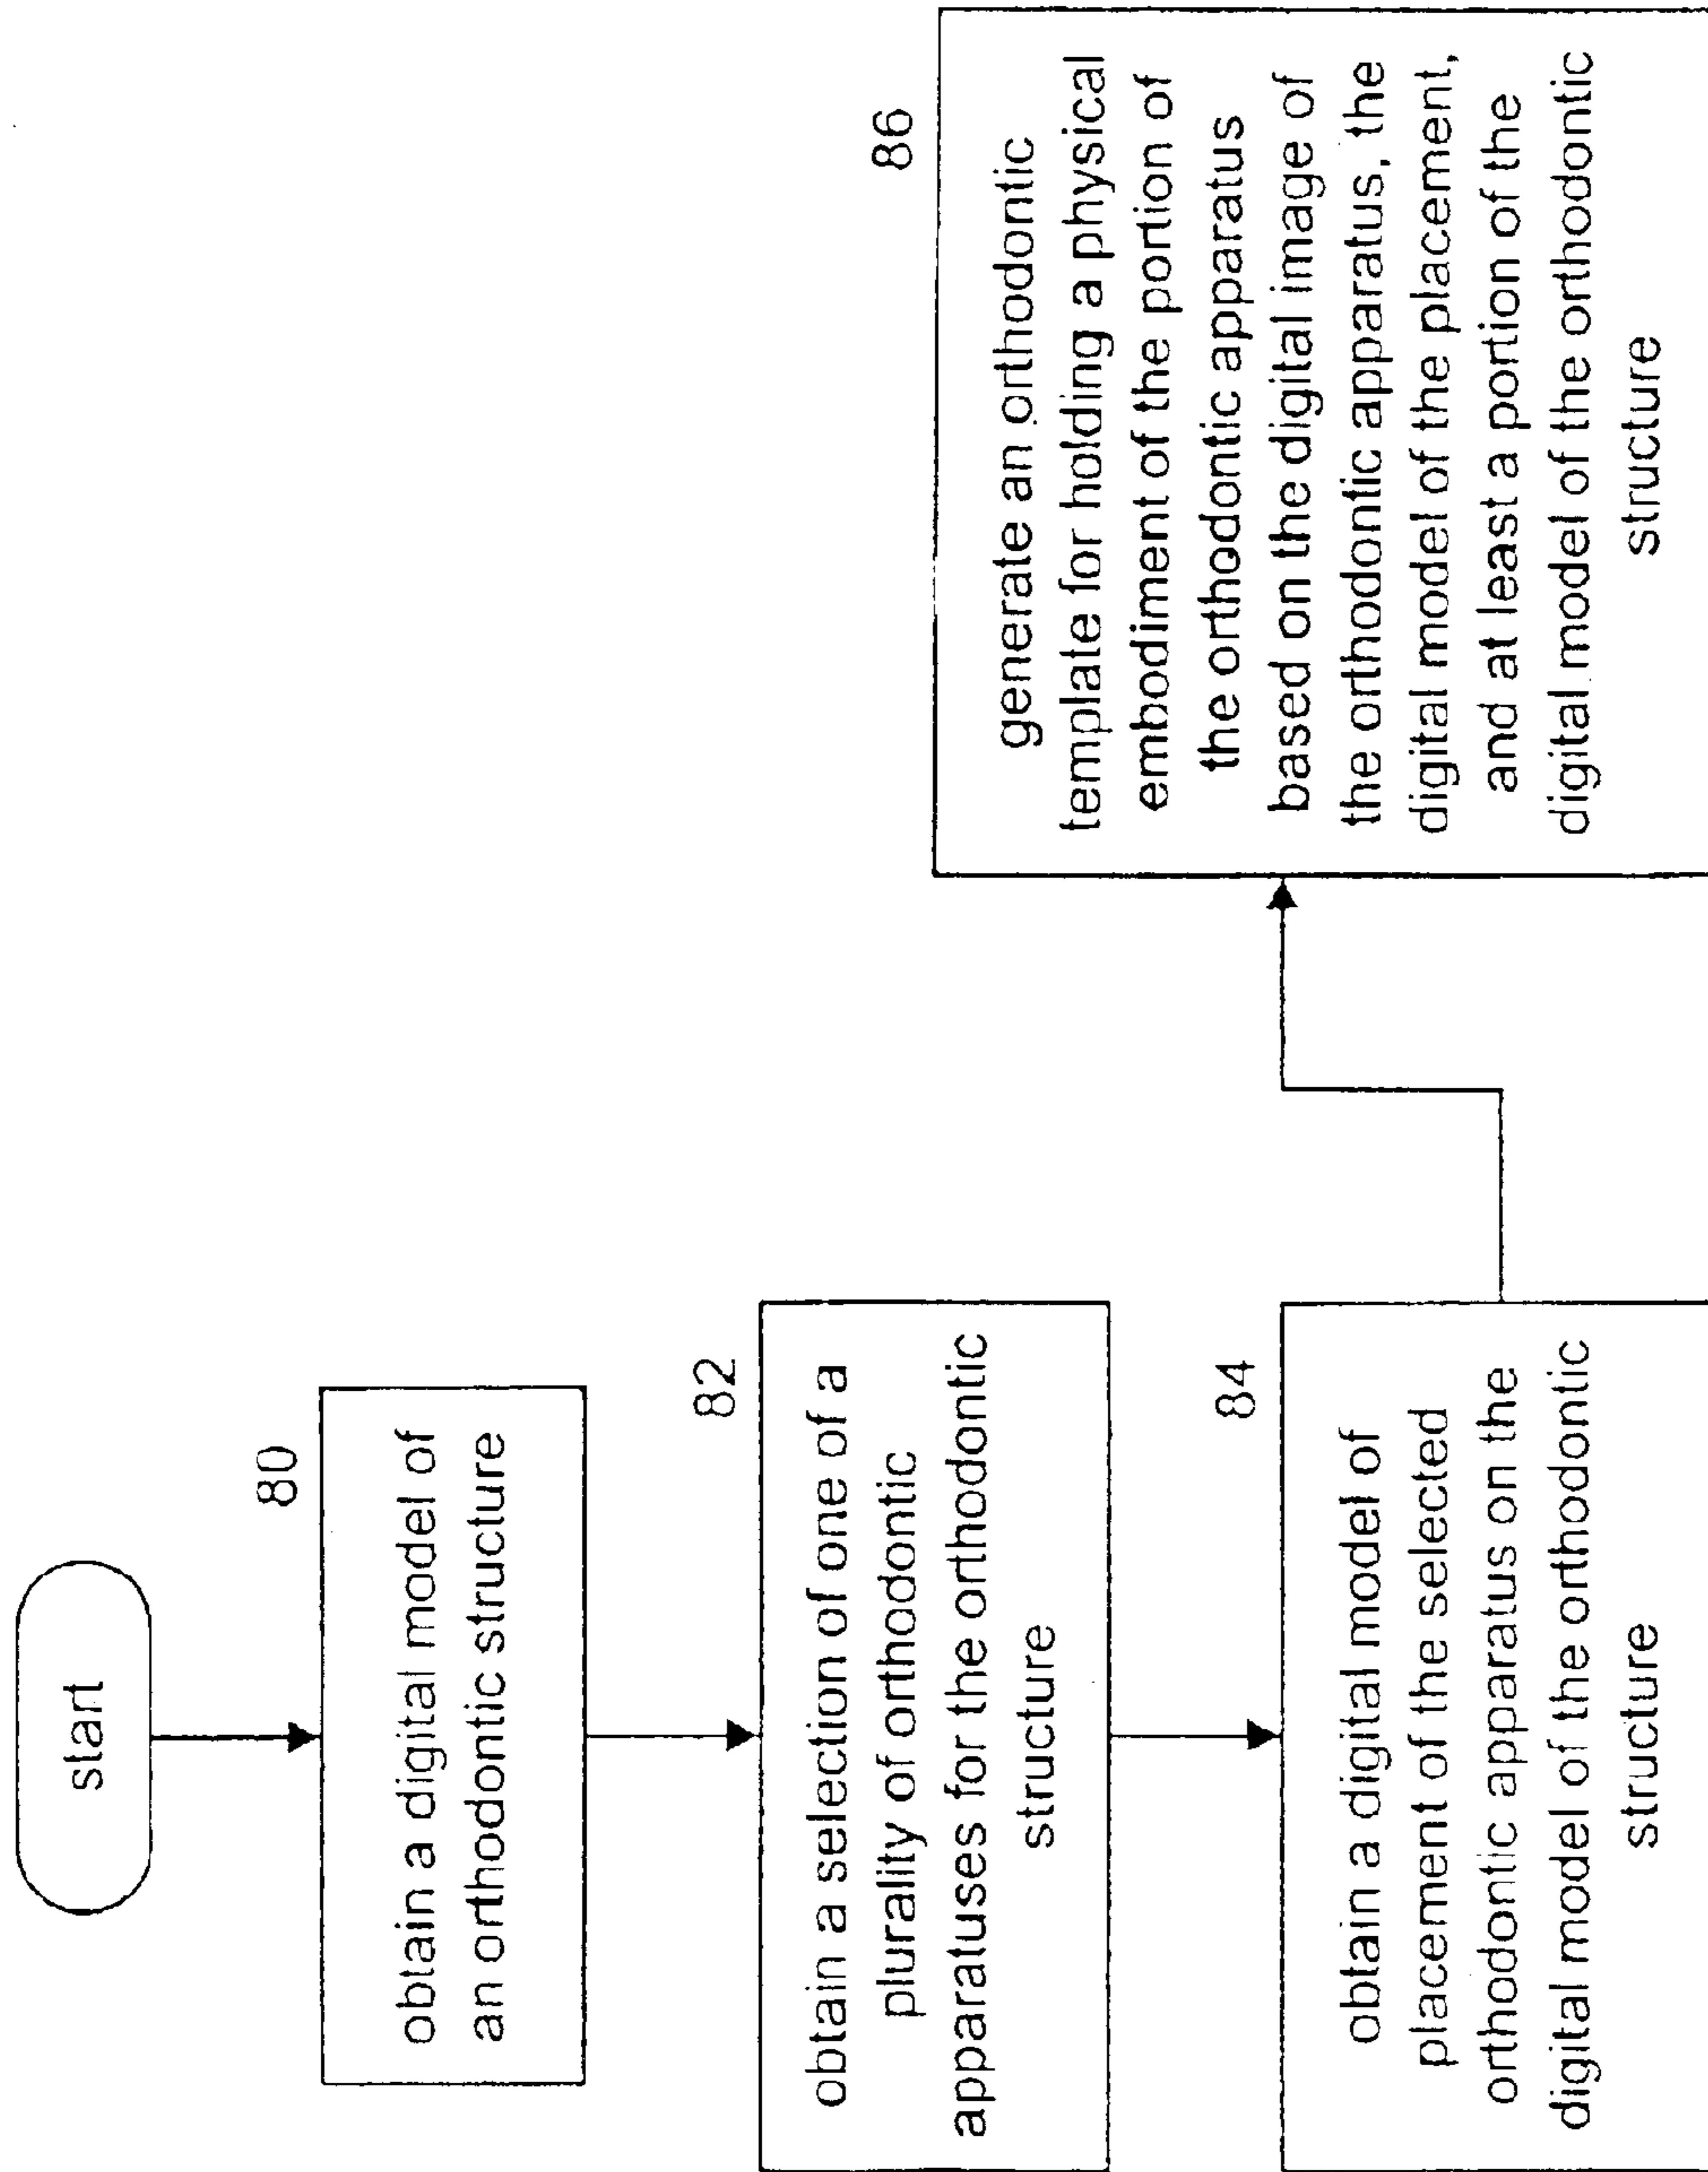 start
80
obtain a digital model of
an orthodontic structure
82
obtain a selection of one of a
plurality of orthodontic
apparatuses for the orthodontic
structure
84
obtain a digital model of
placement of the selected
orthodontic apparatus on the
digital model of the orthodontic
structure
86
generate an orthodontic
template for holding a physical
embodiment of the portion of
the orthodontic apparatus
based on the digital image of
the orthodontic apparatus, the
digital model of the placement,
and at least a portion of the
digital model of the orthodontic
structure